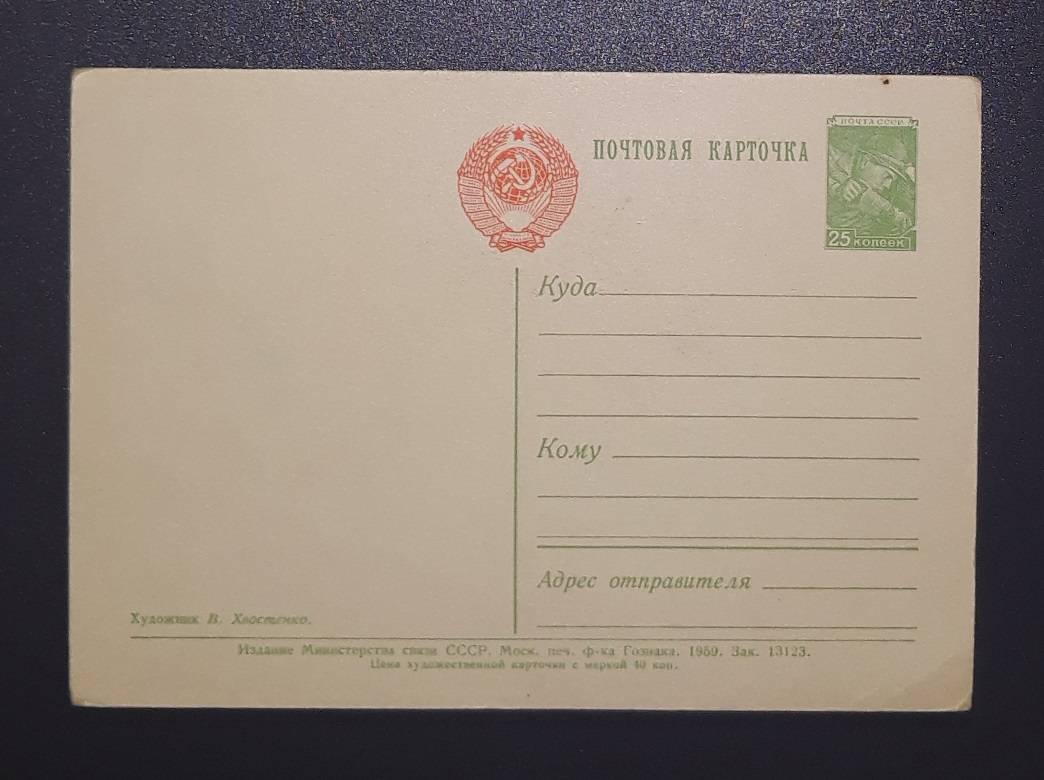 ПОЧТА СССР
ПОЧТОВАЯ КАРТОЧКА
25 КОПЕЕК
Куда
Кому
Адрес отправителя
Художник В. Хвостенко.
Издание Министерства связи СССР. Моск. печ. ф-ка Гознака. 1959. Зак. 13123.
Цена художественной карточки с маркой 40 коп.